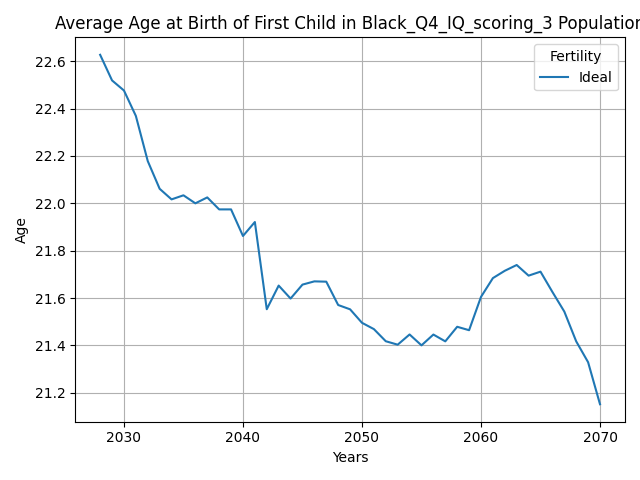 Average Age at Birth of First Child in Black_Q4_IQ_scoring_3 Population
Fertility
Ideal
22.6
22.4
22.2
22.0
21.8
21.6
21.4
21.2
Age
2030 2040 2050 2060 2070
Years